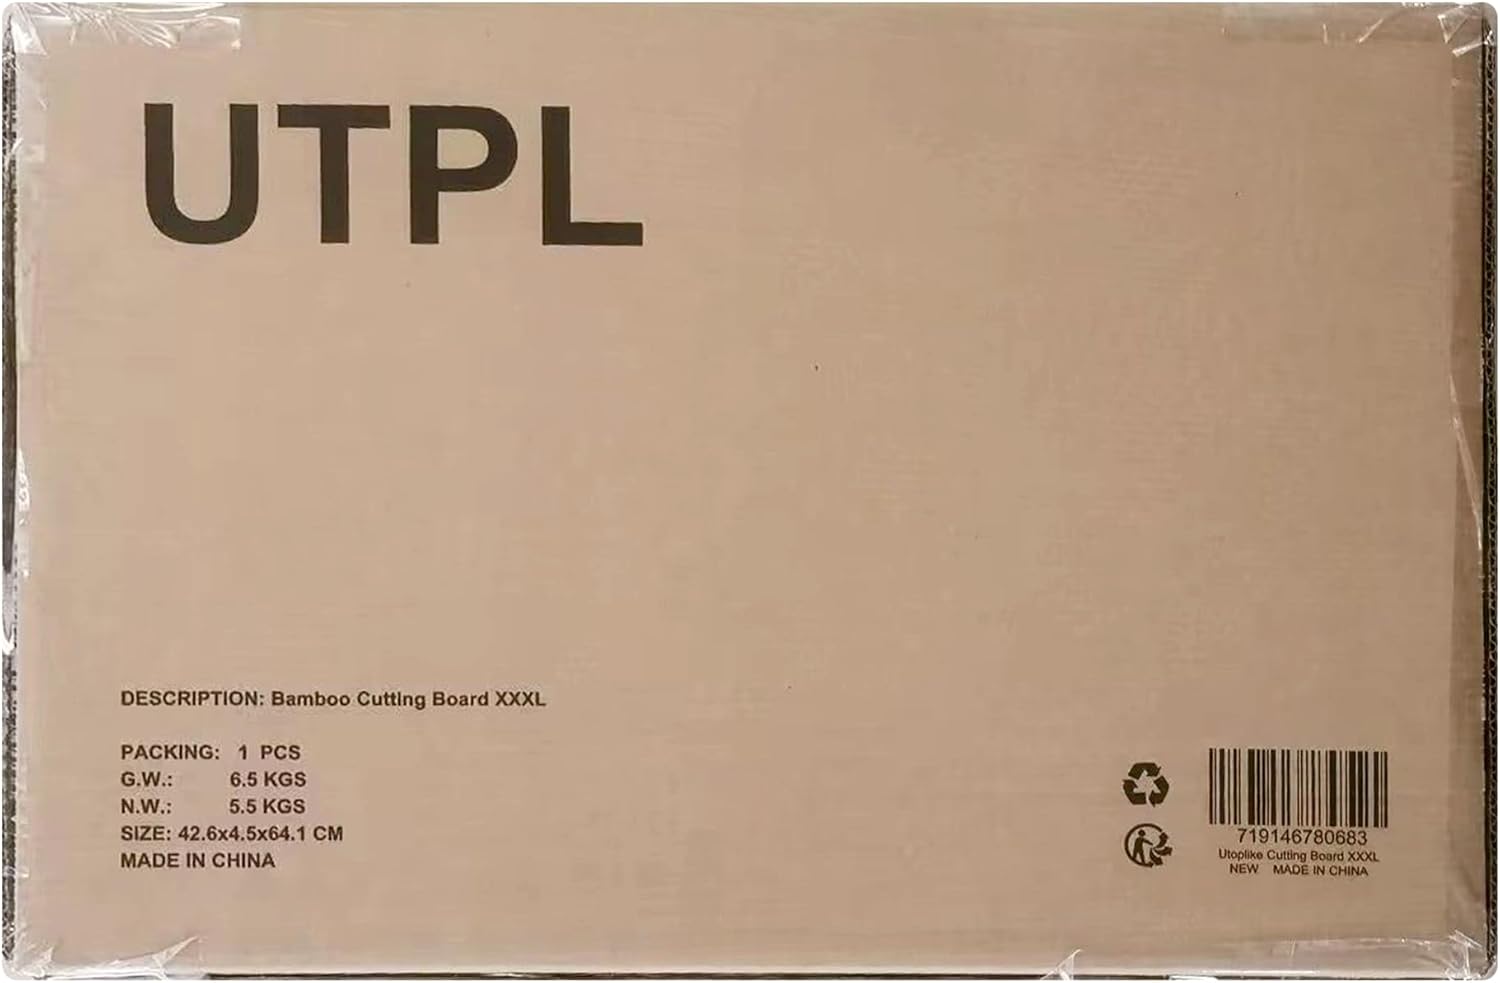 UTPL
DESCRIPTION: Bamboo Cutting Board XXXL
PACKING: 1 PCS
G.W.: 6.5 KGS
N.W.: 5.5 KGS
SIZE: 42.6x4.5x64.1 CM
MADE IN CHINA
719146780683
Utoplike Cutting Board XXXL
NEW MADE IN CHINA